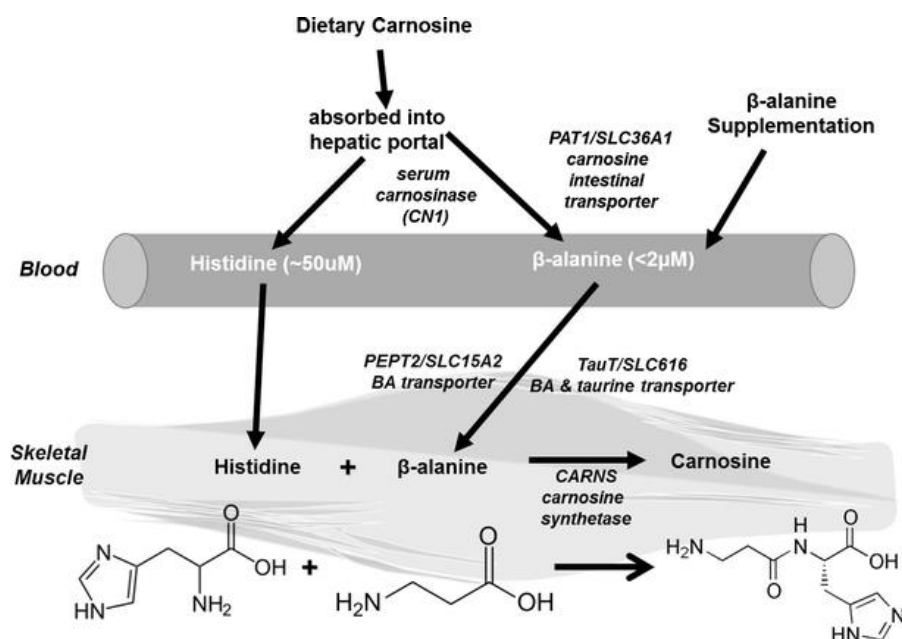 Dietary Carnosine
absorbed into
hepatic portal
β-alanine
Supplementation
PAT1/SLC36A1
carnosine
intestinal
transporter
serum
carnosinase
(CN1)
Blood
Histidine (~50uM)
β-alanine (<2μM)
PEPT2/SLC15A2
BA transporter
TauT/SLC616
BA & taurine transporter
Skeletal
Muscle
Histidine + β-alanine
Carnosine
CARNS
carnosine
synthetase
N
HN
O
OH
NH₂
+
H₂N
O
OH
H₂N
O
H
N
O
OH
N
HN